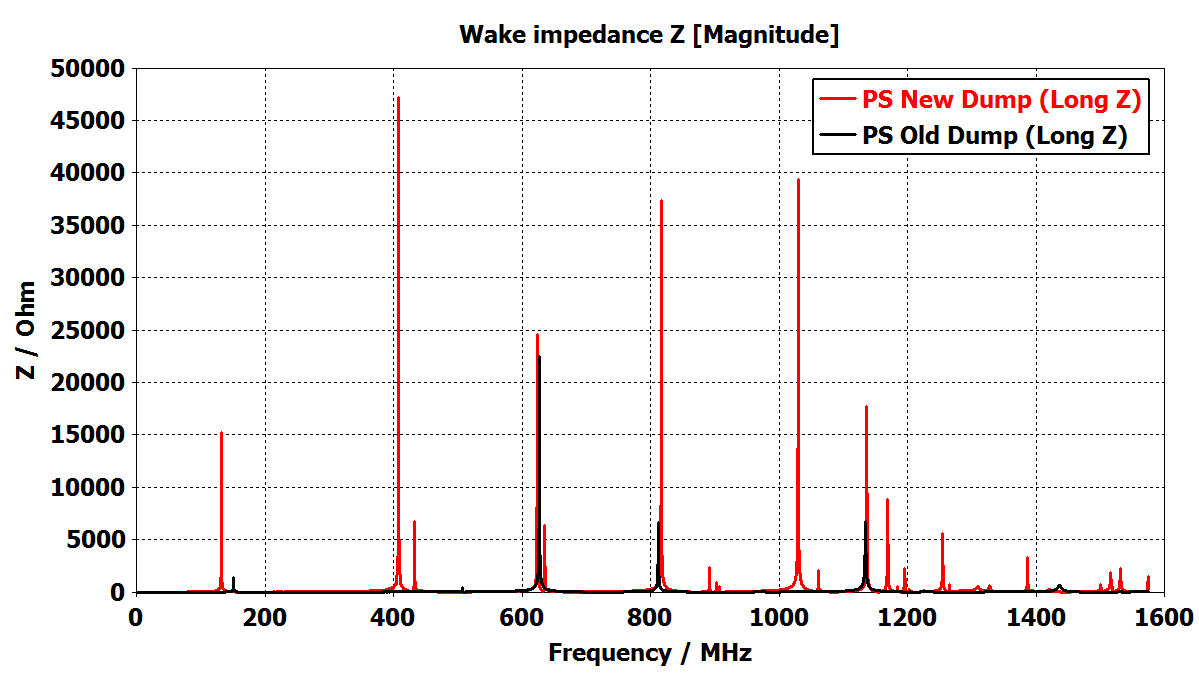 Wake impedance Z [Magnitude]
50000
45000
40000
35000
30000
25000
20000
15000
10000
5000
0
Z / Ohm
PS New Dump (Long Z)
PS Old Dump (Long Z)
0 200 400 600 800 1000 1200 1400 1600
Frequency / MHz